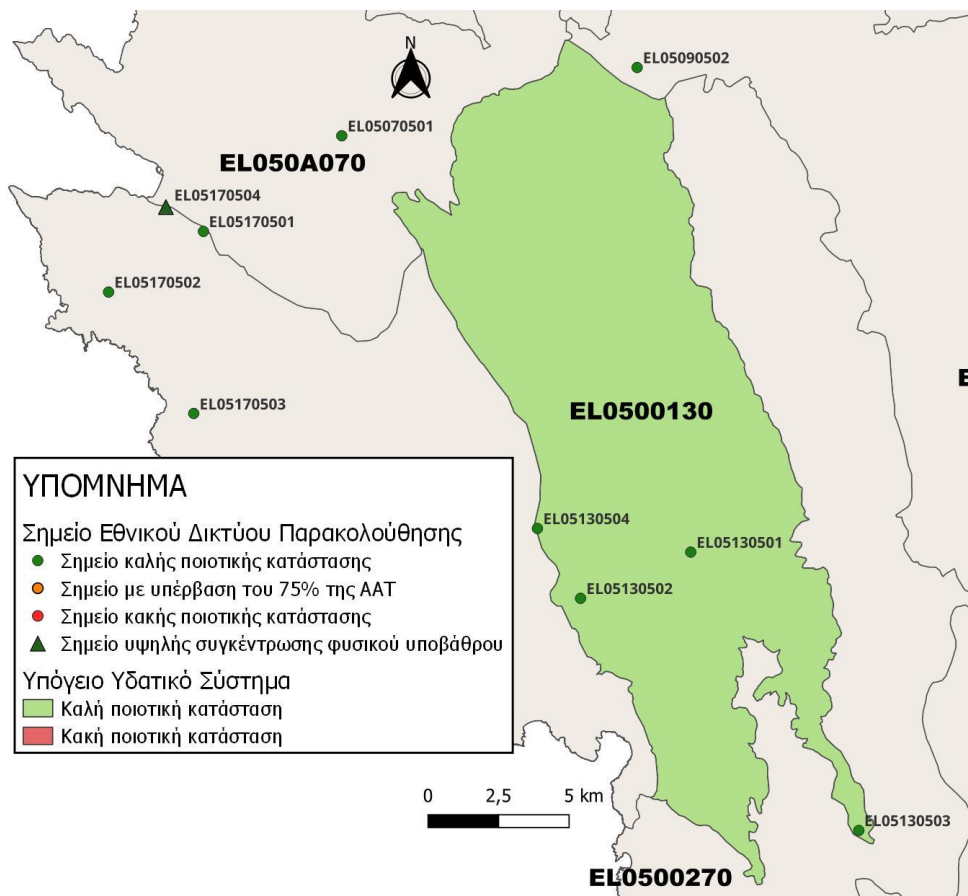 N
EL05090502
EL05070501
EL050A070
EL05170504
EL05170501
EL05170502
E
EL0500130
EL05170503
ΥΠΟΜΝΗΜΑ
Σημείο Εθνικού Δικτύου Παρακολούθησης
Σημείο καλής ποιοτικής κατάστασης
Σημείο με υπέρβαση του 75% της ΑΑΤ
Σημείο κακής ποιοτικής κατάστασης
Σημείο υψηλής συγκέντρωσης φυσικού υποβάθρου
Υπόγειο Υδατικό Σύστημα
Καλή ποιοτική κατάσταση
Κακή ποιοτική κατάσταση
EL05130504
EL05130501
EL05130502
0 2,5 5 km
EL05130503
EL0500270